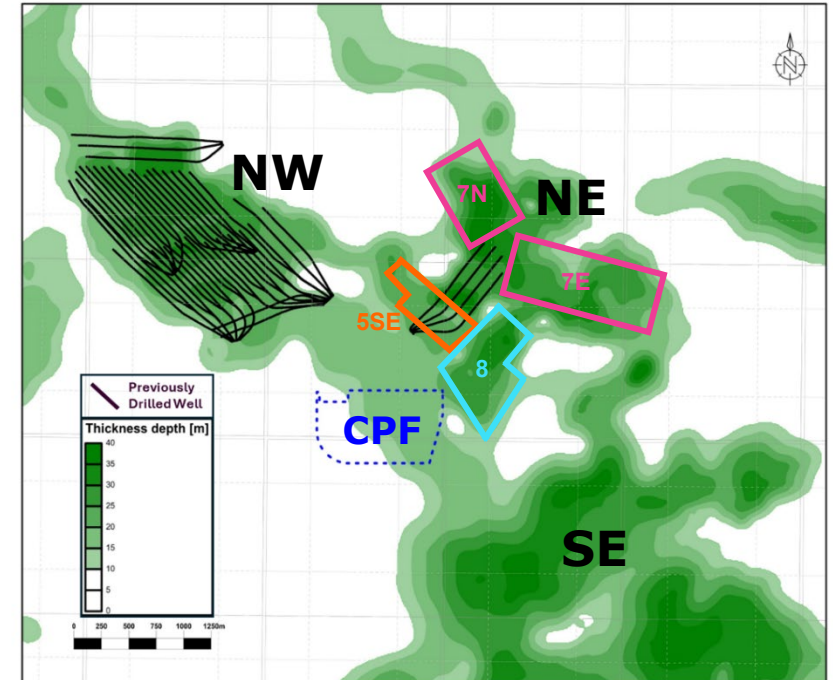 N
NW
7N
NE
7E
5SE
8
CPF
SE
Previously
Drilled Well
Thickness depth [m]
40
35
30
25
20
15
10
5
0
0 250 500 750 1000 1250m